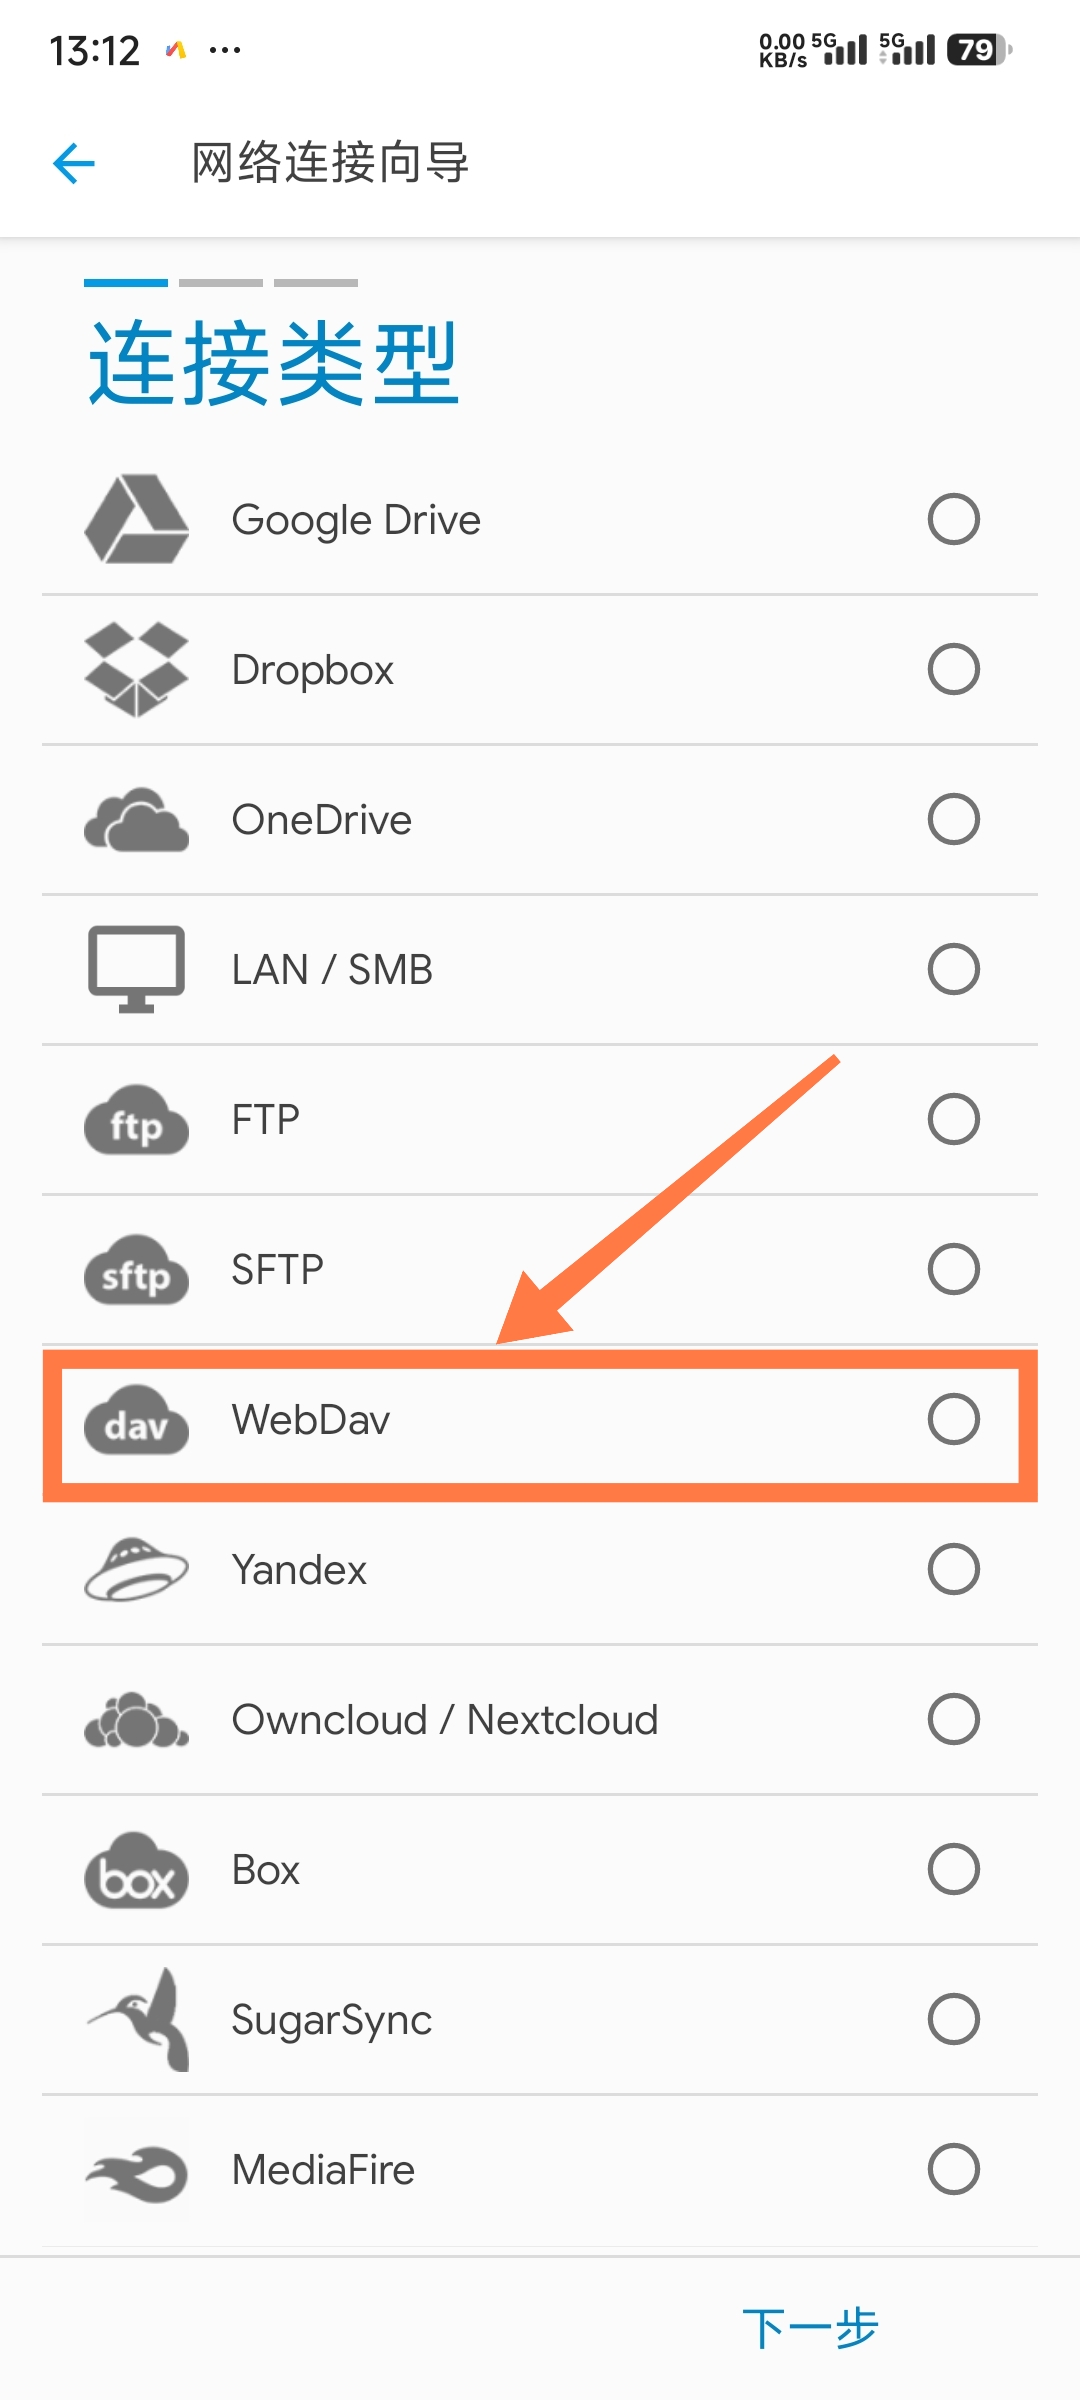 13:12 ... 0.00 KB/s 5G 5G 79
网络连接向导
连接类型
Google Drive
Dropbox
OneDrive
LAN / SMB
ftp FTP
sftp SFTP
dav WebDav
Yandex
Owncloud / Nextcloud
box Box
SugarSync
MediaFire
下一步